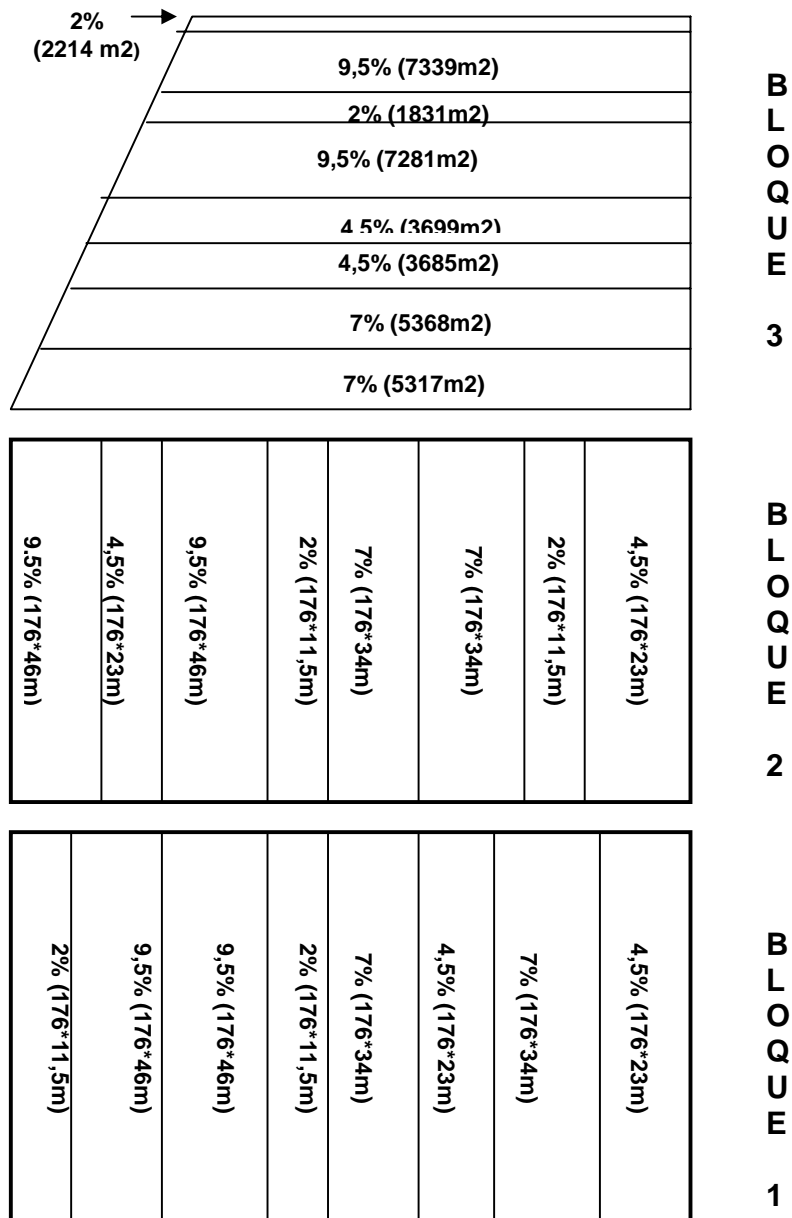 2%
(2214 m2)
9,5% (7339m2)
2% (1831m2)
9,5% (7281m2)
4,5% (3699m2)
4,5% (3685m2)
7% (5368m2)
7% (5317m2)
BLOQUE 3
9.5% (176*46m)
4,5% (176*23m)
9,5% (176*46m)
2% (176*11,5m)
7% (176*34m)
7% (176*34m)
2% (176*11,5m)
4,5% (176*23m)
BLOQUE 2
2% (176*11,5m)
9,5% (176*46m)
9,5% (176*46m)
2% (176*11,5m)
7% (176*34m)
4,5% (176*23m)
7% (176*34m)
4,5% (176*23m)
BLOQUE 1